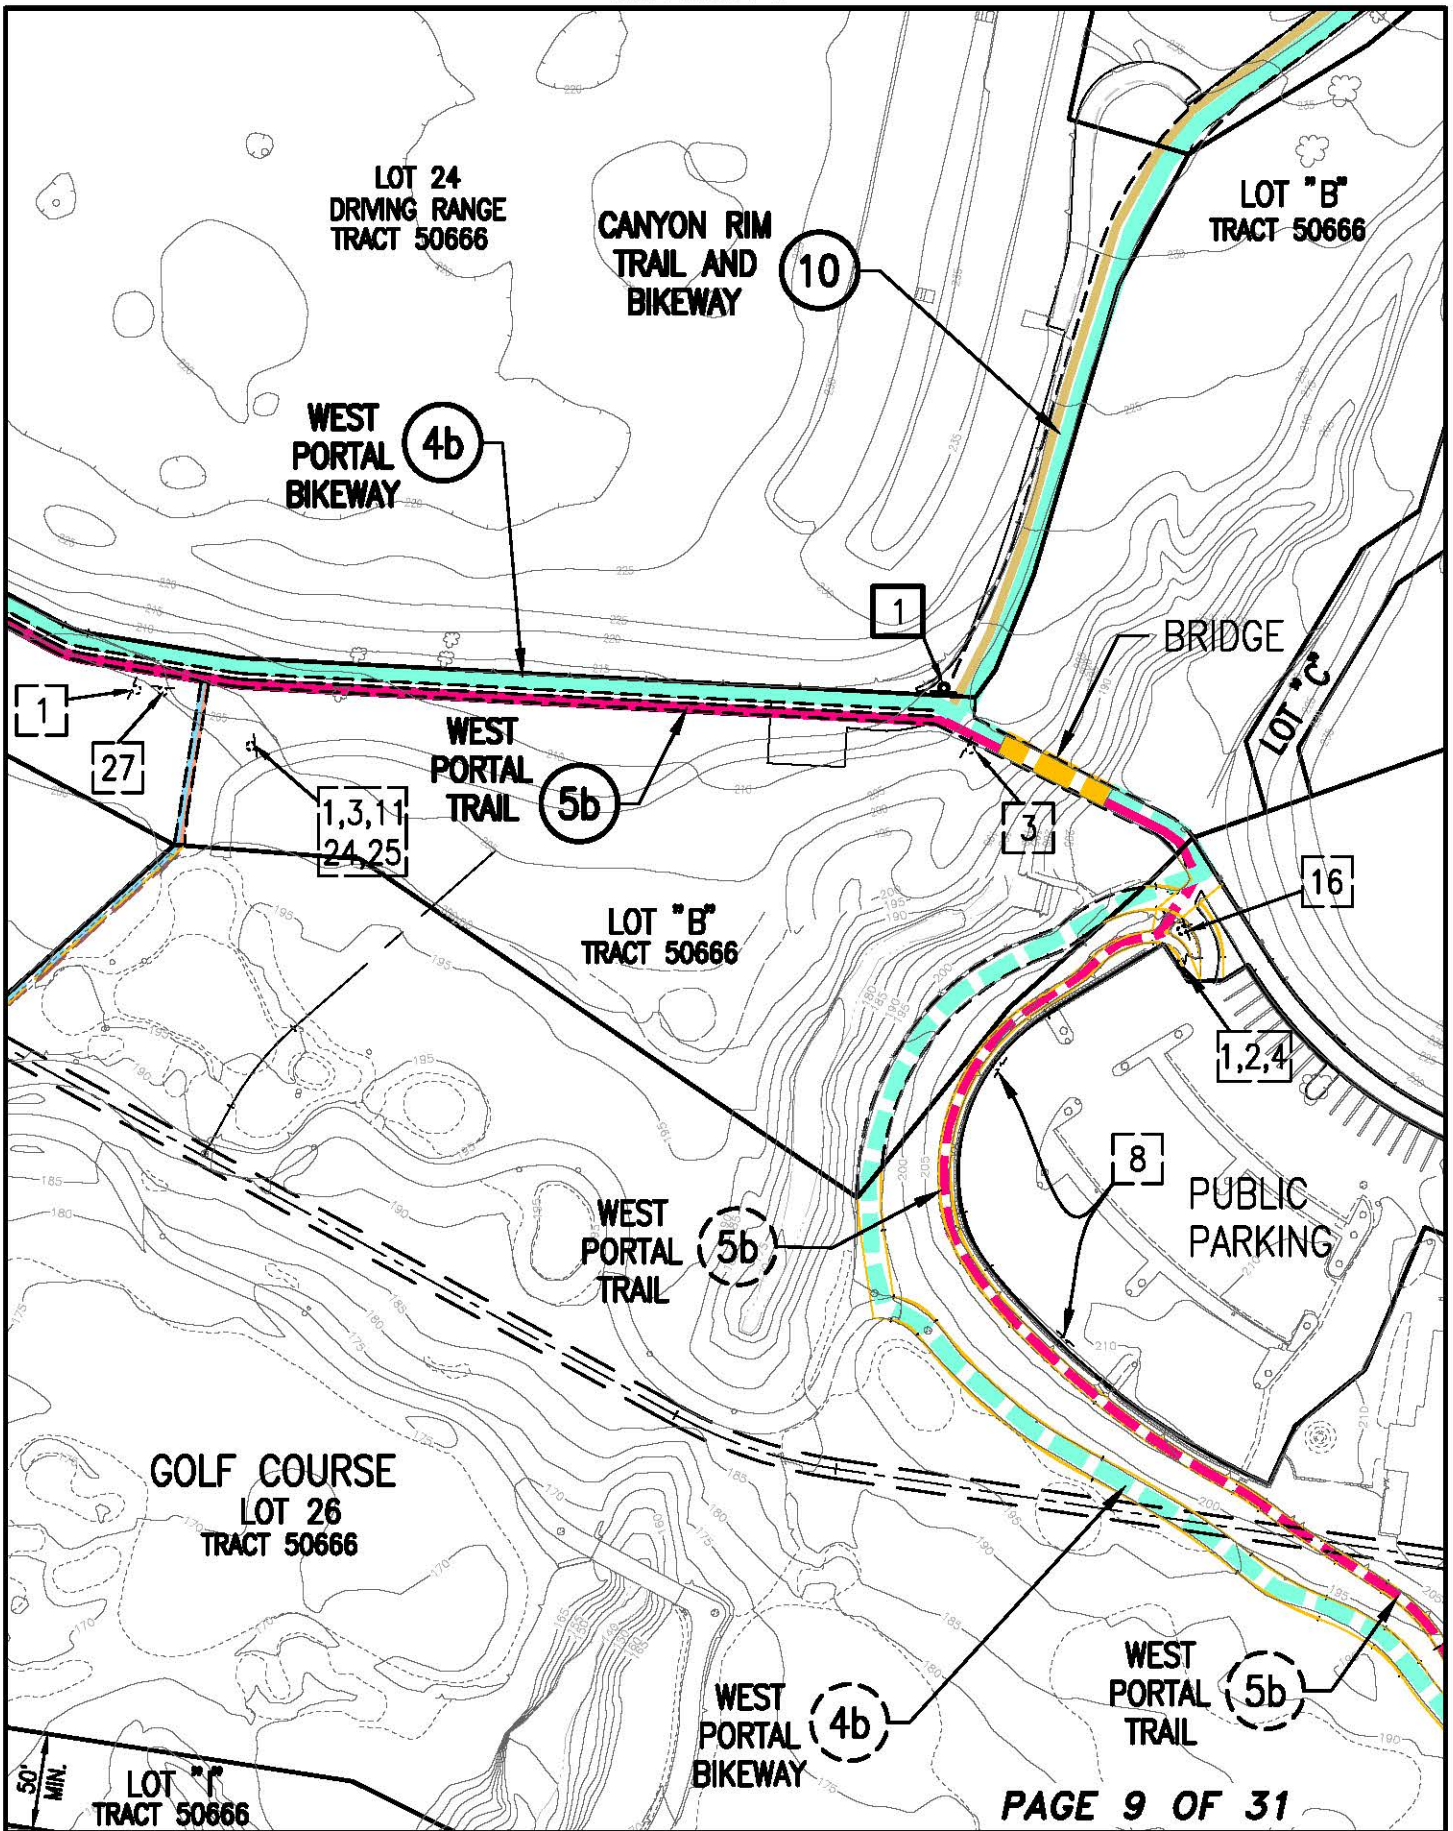 LOT 24
DRIVING RANGE
TRACT 50666
CANYON RIM
TRAIL AND
BIKEWAY
10
LOT "B"
TRACT 50666
WEST
PORTAL
BIKEWAY
4b
1
BRIDGE
LOT "C"
1
27
1,3,11
24,25
WEST
PORTAL
TRAIL
5b
3
16
LOT "B"
TRACT 50666
1,2,4
8
PUBLIC
PARKING
WEST
PORTAL
TRAIL
5b
GOLF COURSE
LOT 26
TRACT 50666
WEST
PORTAL
BIKEWAY
4b
WEST
PORTAL
TRAIL
5b
50'
MIN.
LOT "I"
TRACT 50666
PAGE 9 OF 31